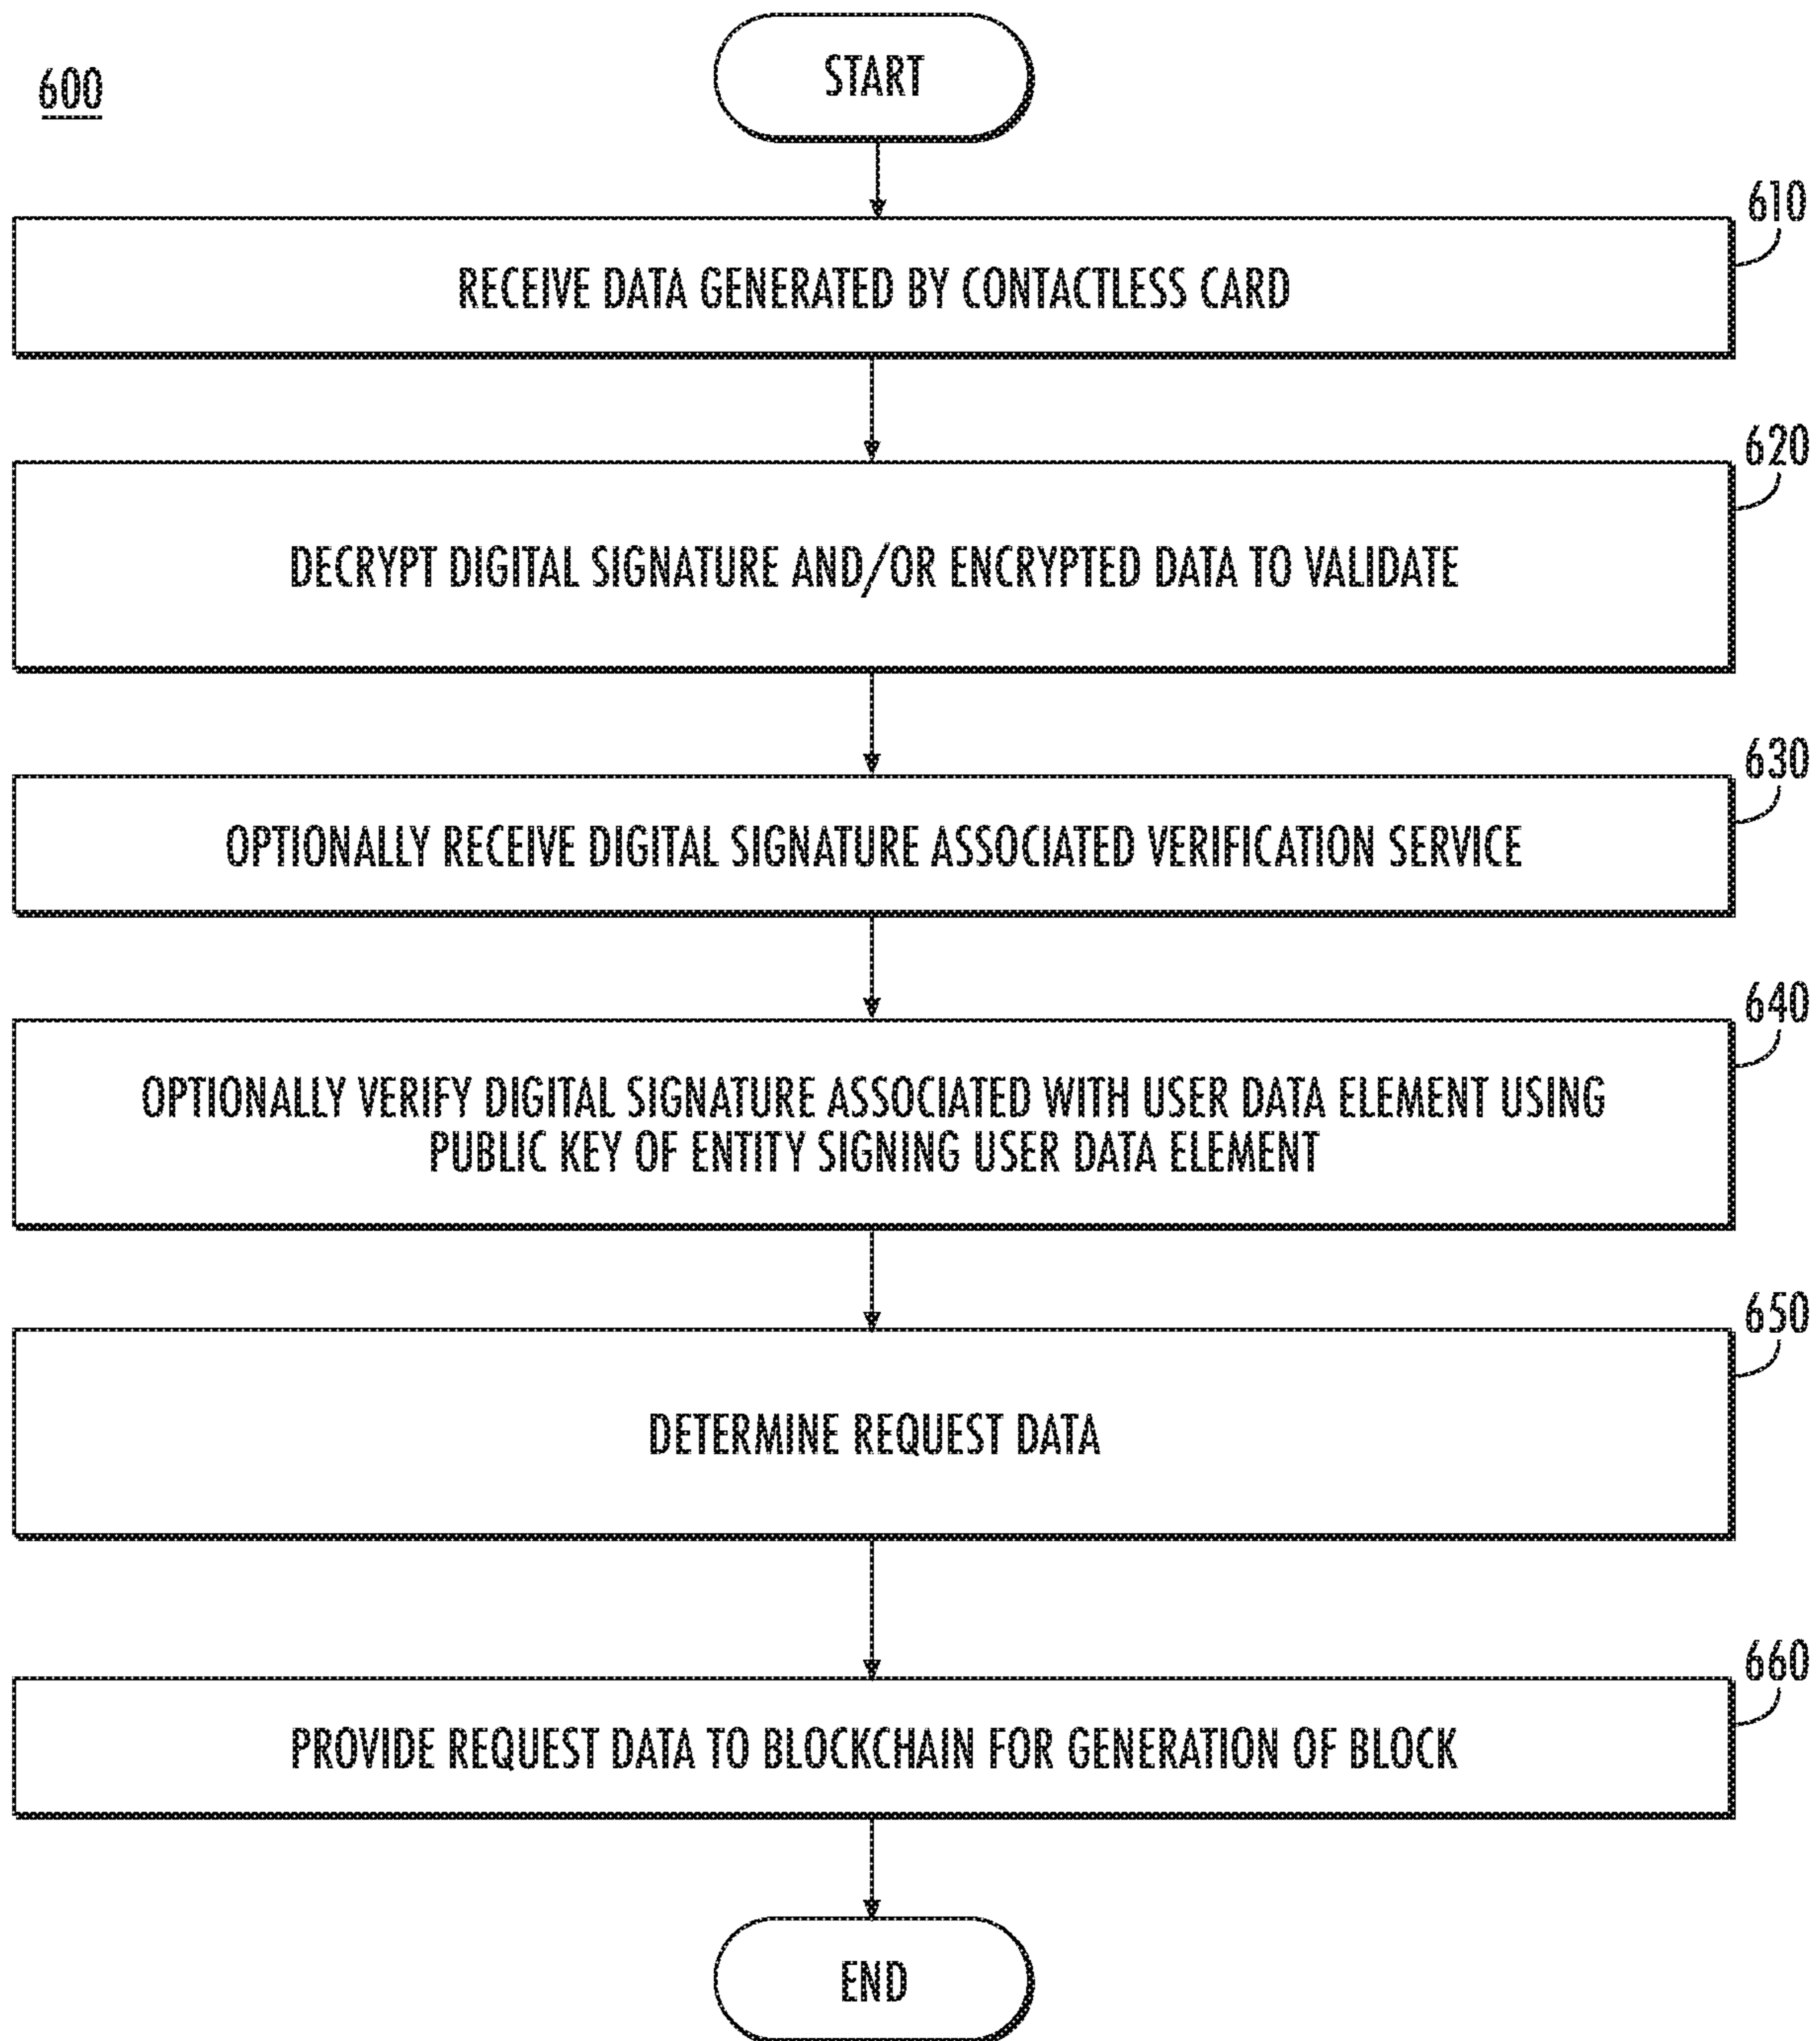 START
600
610
RECEIVE DATA GENERATED BY CONTACTLESS CARD
620
DECRYPT DIGITAL SIGNATURE AND/OR ENCRYPTED DATA TO VALIDATE
630
OPTIONALLY RECEIVE DIGITAL SIGNATURE ASSOCIATED VERIFICATION SERVICE
640
OPTIONALLY VERIFY DIGITAL SIGNATURE ASSOCIATED WITH USER DATA ELEMENT USING
PUBLIC KEY OF ENTITY SIGNING USER DATA ELEMENT
650
DETERMINE REQUEST DATA
660
PROVIDE REQUEST DATA TO BLOCKCHAIN FOR GENERATION OF BLOCK
END